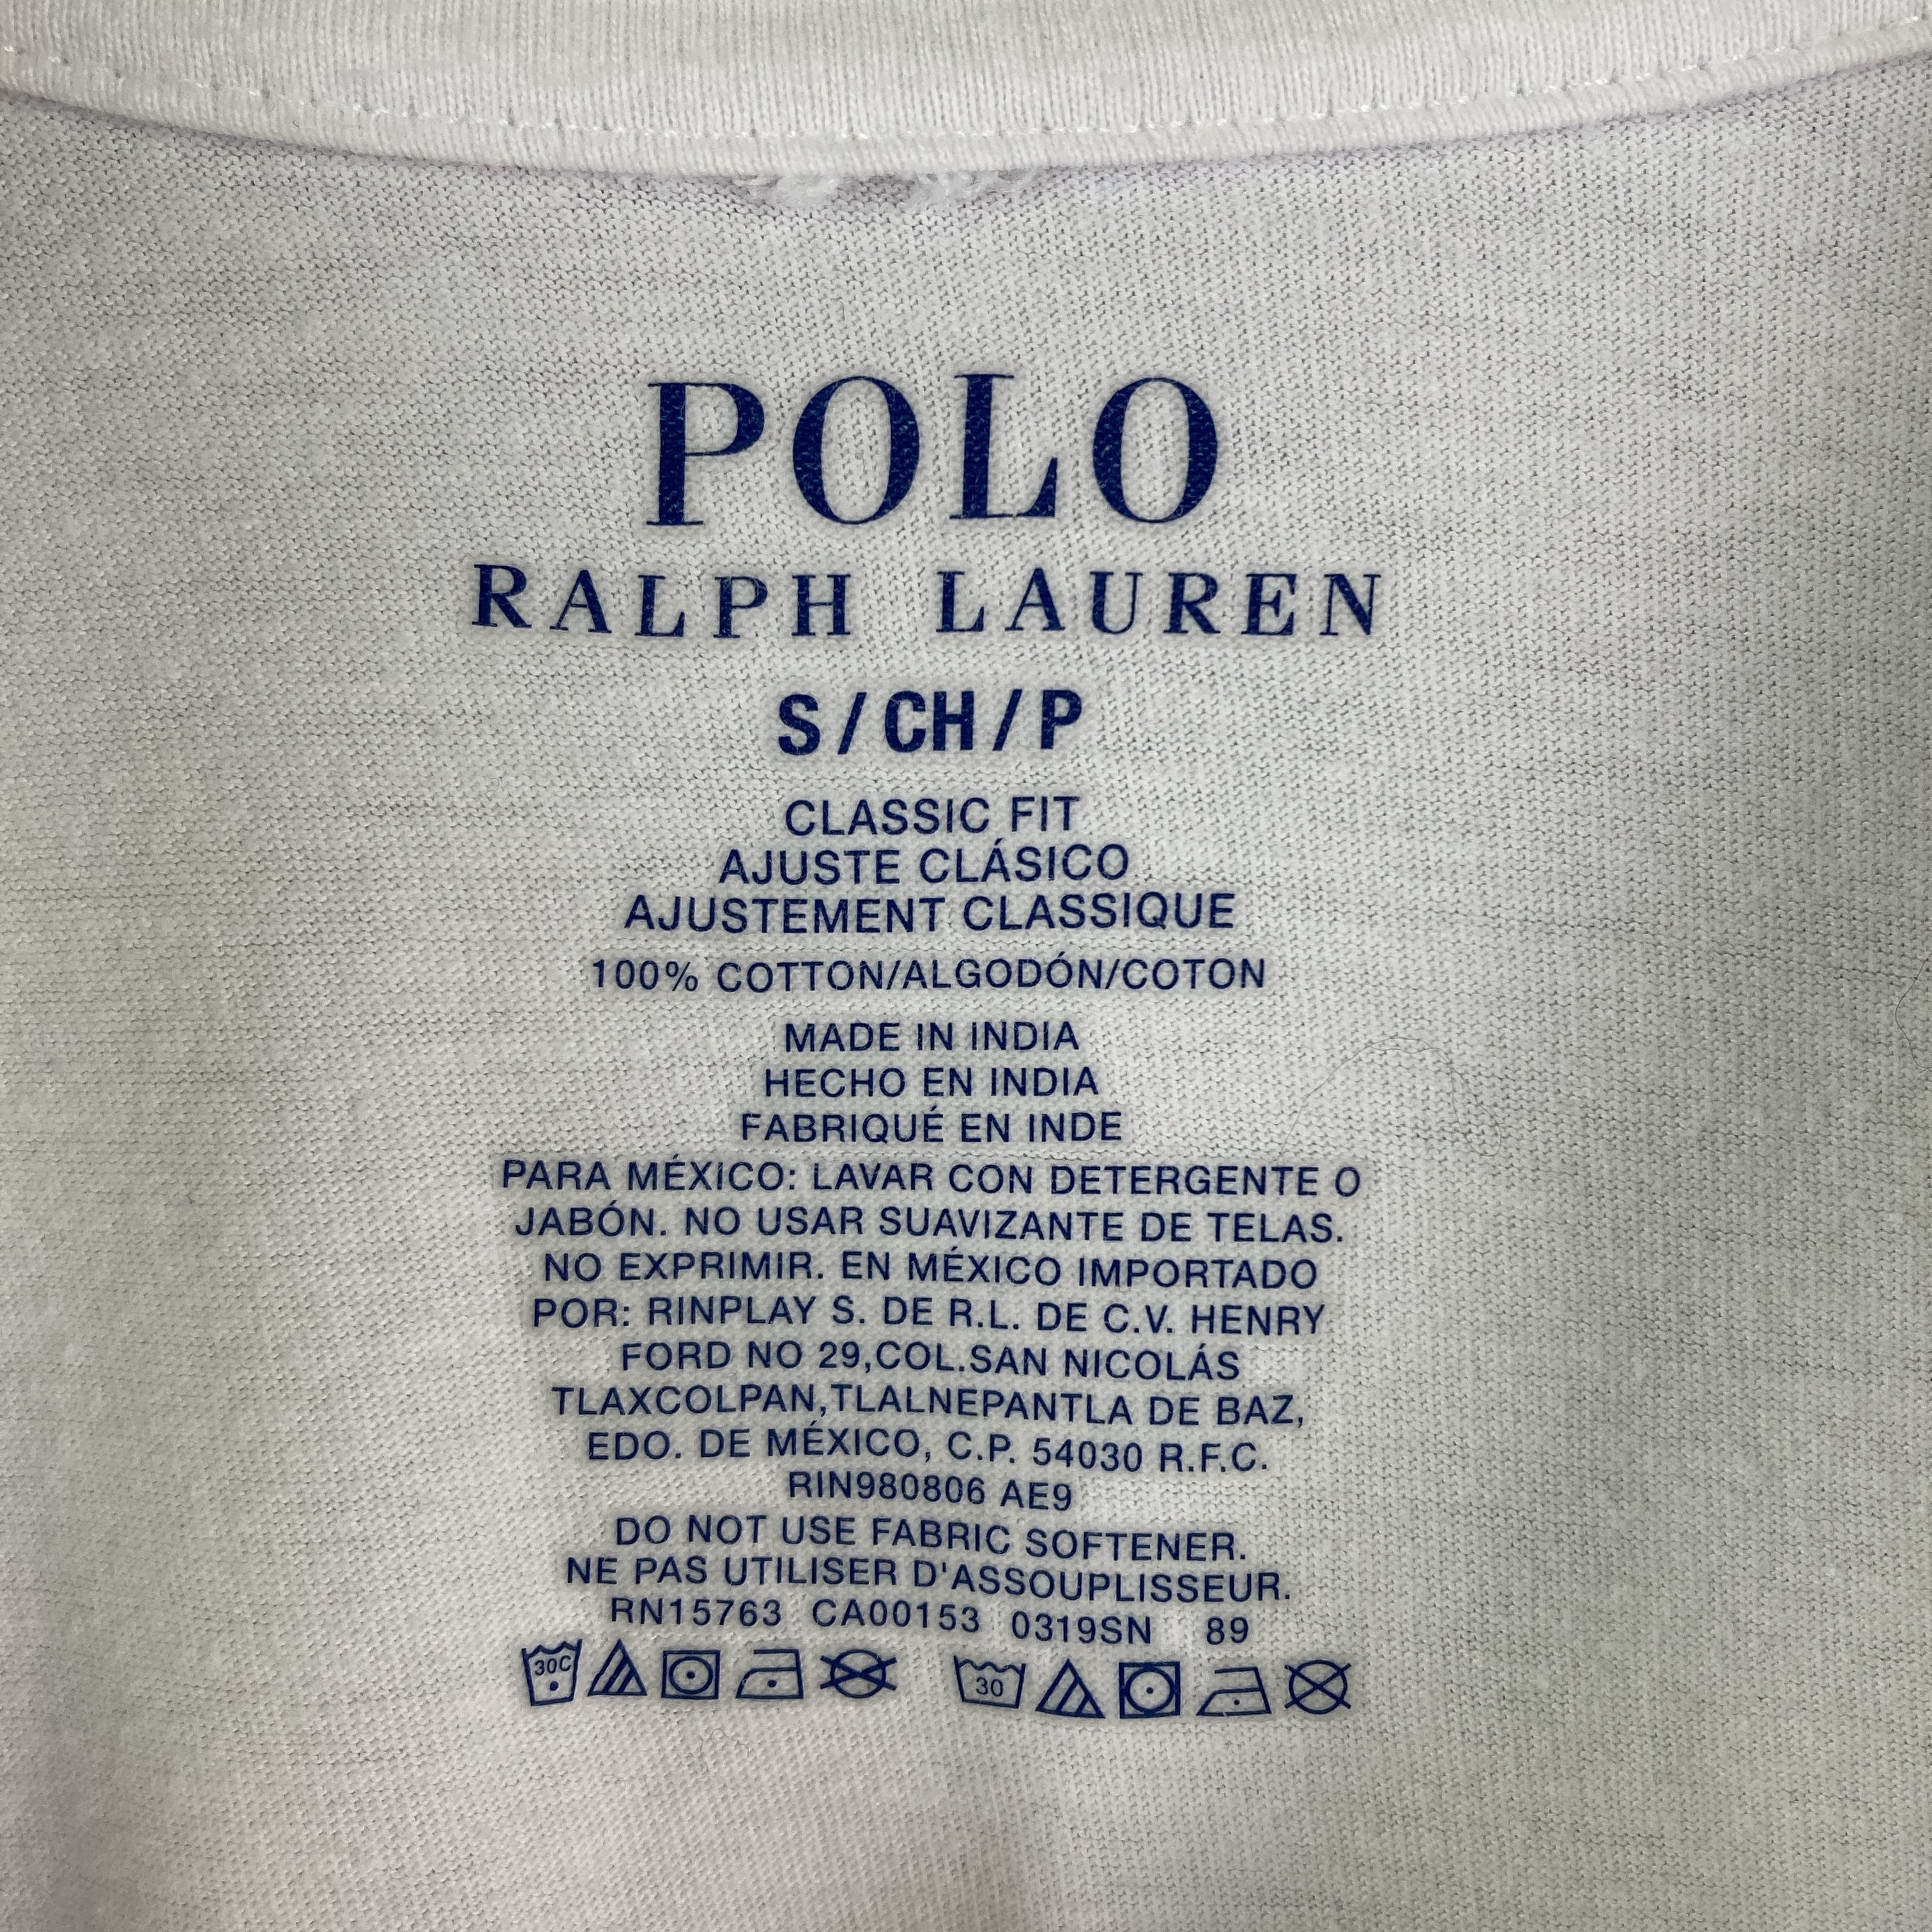 POLO
RALPH LAUREN
S / CH / P
CLASSIC FIT
AJUSTE CLÁSICO
AJUSTEMENT CLASSIQUE
100% COTTON/ALGODÓN/COTON
MADE IN INDIA
HECHO EN INDIA
FABRIQUÉ EN INDE
PARA MÉXICO: LAVAR CON DETERGENTE O
JABÓN. NO USAR SUAVIZANTE DE TELAS.
NO EXPRIMIR. EN MÉXICO IMPORTADO
POR: RINPLAY S. DE R.L. DE C.V. HENRY
FORD NO 29,COL.SAN NICOLÁS
TLAXCOLPAN,TLALNEPANTLA DE BAZ,
EDO. DE MÉXICO, C.P. 54030 R.F.C.
RIN980806 AE9
DO NOT USE FABRIC SOFTENER.
NE PAS UTILISER D'ASSOUPLISSEUR.
RN15763 CA00153 0319SN 89
30C 30